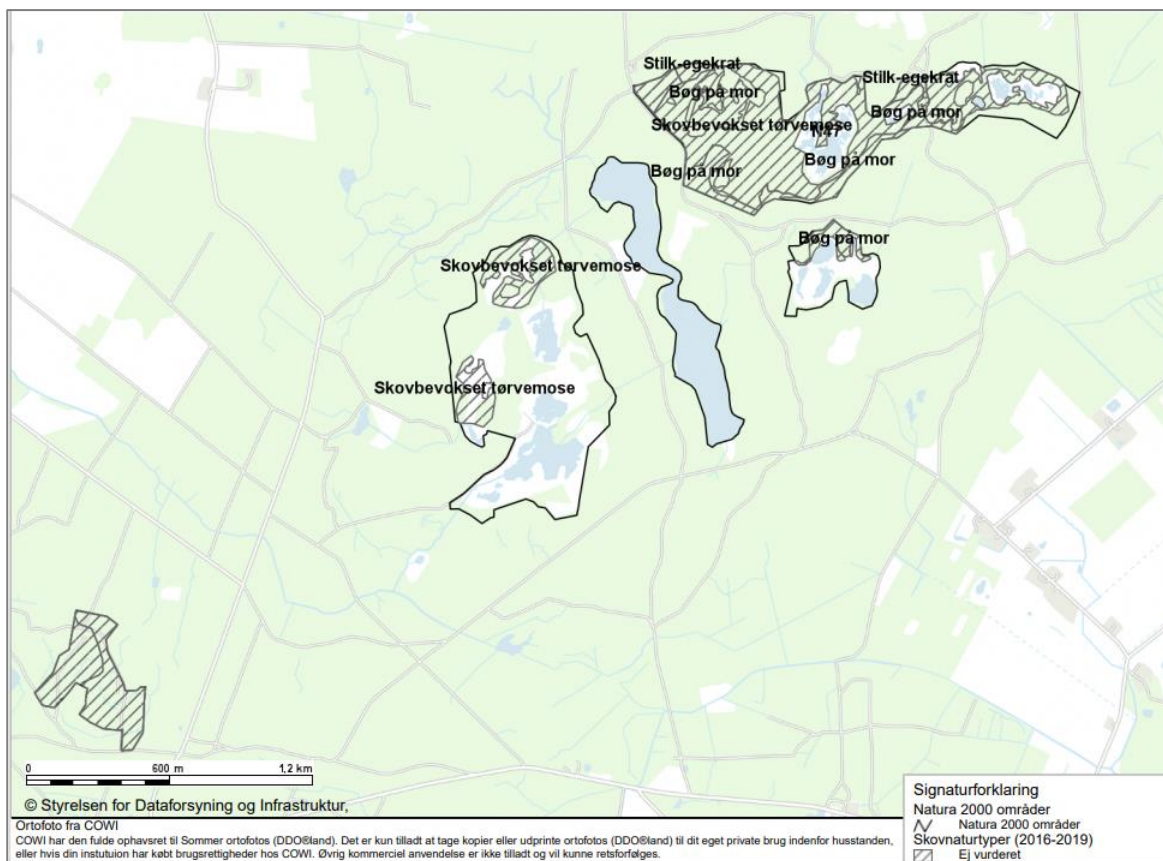 Stilk-egekrat
Stilk-egekrat
Bøg på mor
Bøg på mor
Skovbevokset tørvemose
N47
Bøg på mor
Bøg på mor
Bøg på mor
Skovbevokset tørvemose
Skovbevokset tørvemose
0 600 m 1,2 km
© Styrelsen for Dataforsyning og Infrastruktur,
Ortofoto fra COWI
COWI har den fulde ophavsret til Sommer ortofotos (DDO®land). Det er kun tilladt at tage kopier eller udprinte ortofotos (DDO®land) til dit eget private brug indenfor husstanden,
eller hvis din instutuion har købt brugsrettigheder hos COWI. Øvrig kommerciel anvendelse er ikke tilladt og vil kunne retsforfølges.
Signaturforklaring
Natura 2000 områder
Natura 2000 områder
Skovnaturtyper (2016-2019)
Ej vurderet